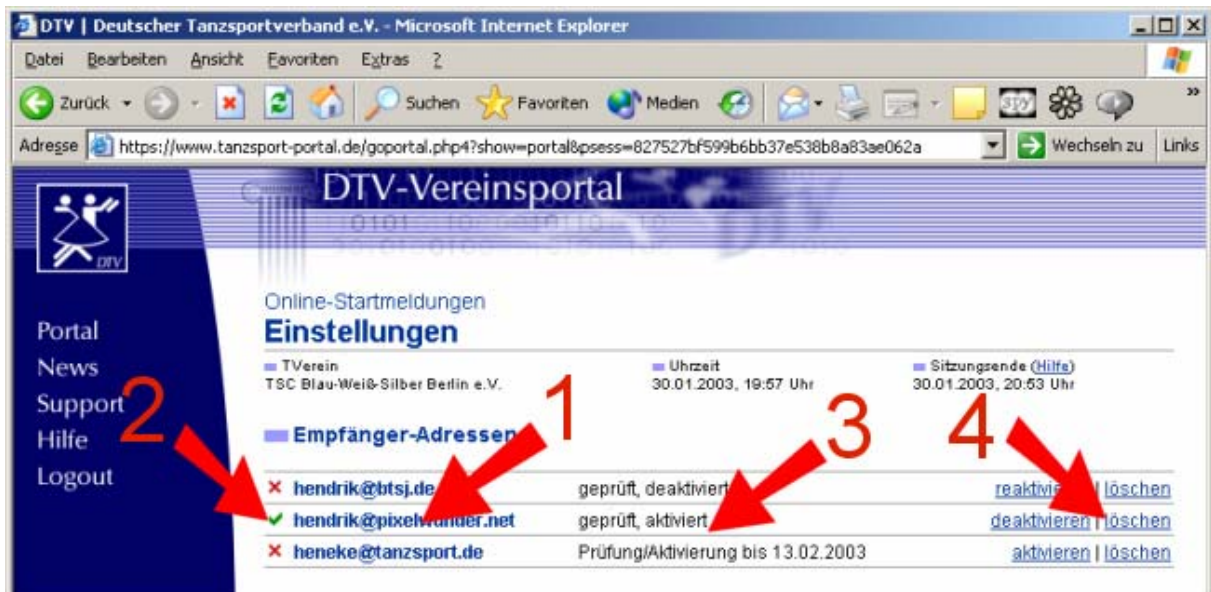 DTV | Deutscher Tanzsportverband e.V. - Microsoft Internet Explorer
Datei Bearbeiten Ansicht Favoriten Extras ?
Zurück Suchen Favoriten Medien spy »
Adresse https://www.tanzsport-portal.de/goportal.php4?show=portal&psess=827527bf599b6bb37e538b8a83ae062a Wechseln zu Links
DTV-Vereinsportal
DTV
DTV
Online-Startmeldungen
Einstellungen
Portal
News
Support
Hilfe
Logout
TVerein Uhrzeit Sitzungsende (Hilfe)
TSC Blau-Weiß-Silber Berlin e.V. 30.01.2003, 19:57 Uhr 30.01.2003, 20:53 Uhr
2 1 3 4
Empfänger-Adressen
hendrik@btsj.de geprüft, deaktiviert reaktivieren | löschen
hendrik@pixelwunder.net geprüft, aktiviert deaktivieren | löschen
heneke@tanzsport.de Prüfung/Aktivierung bis 13.02.2003 aktivieren | löschen